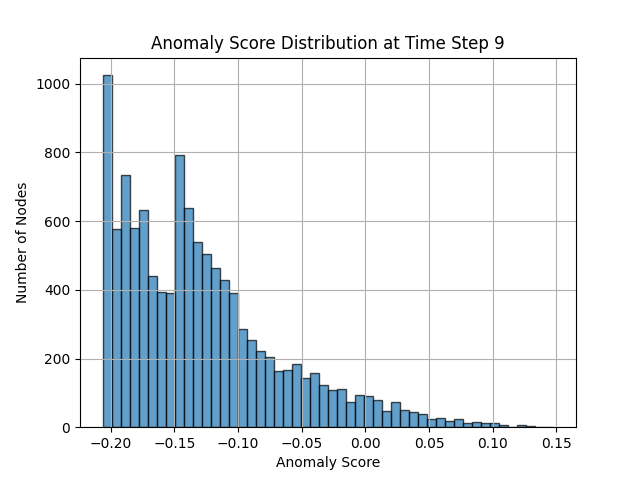 Anomaly Score Distribution at Time Step 9
1000
800
600
400
200
0
Number of Nodes
−0.20 −0.15 −0.10 −0.05 0.00 0.05 0.10 0.15
Anomaly Score